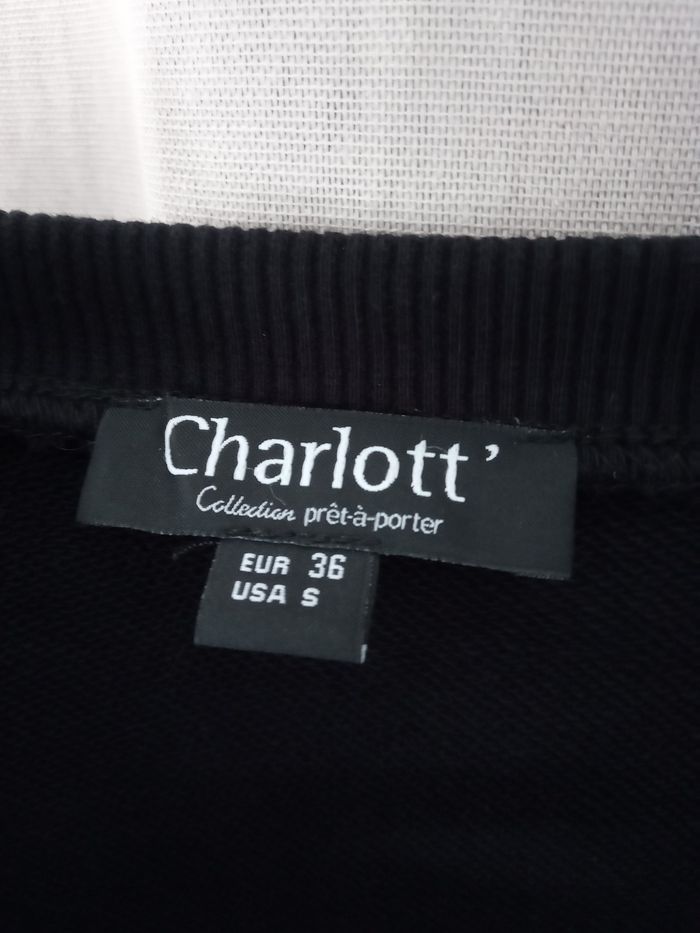 Charlott'
Collection prêt-à-porter
EUR 36
USA S